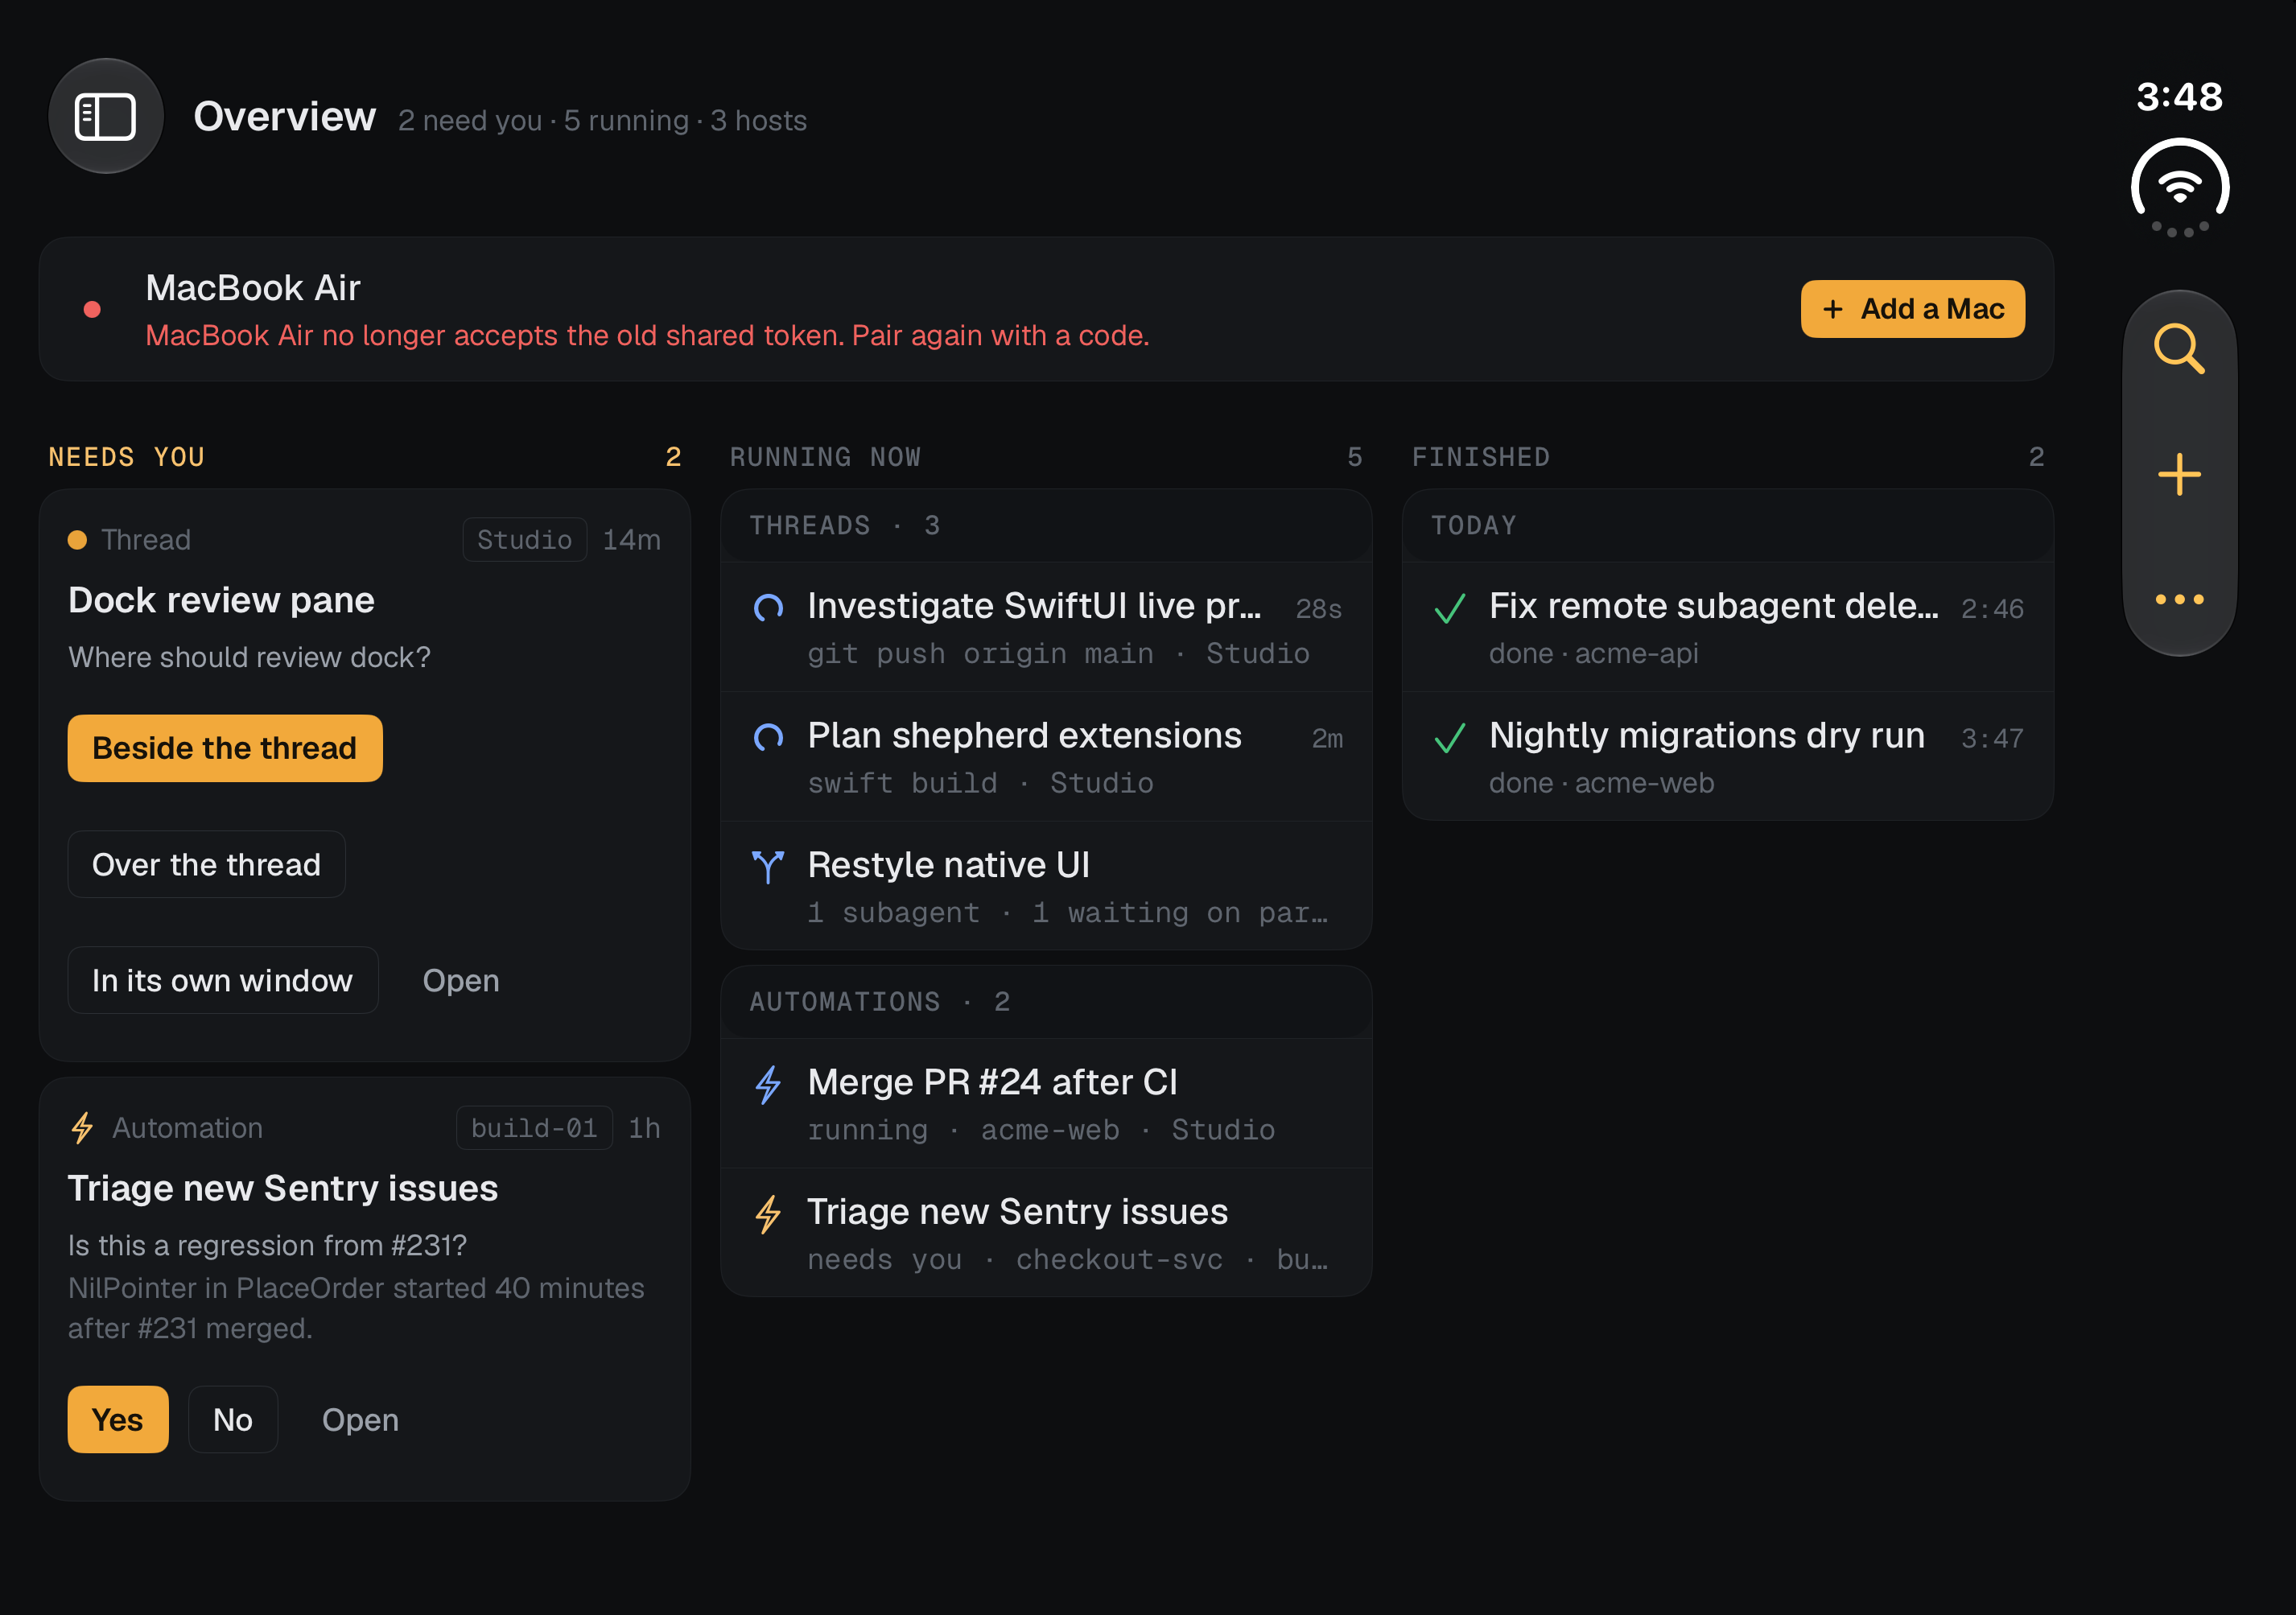 Overview 2 need you · 5 running · 3 hosts
3:48
MacBook Air
MacBook Air no longer accepts the old shared token. Pair again with a code.
+ Add a Mac
NEEDS YOU 2
Thread Studio 14m
Dock review pane
Where should review dock?
Beside the thread
Over the thread
In its own window Open
Automation build-01 1h
Triage new Sentry issues
Is this a regression from #231?
NilPointer in PlaceOrder started 40 minutes
after #231 merged.
Yes No Open
RUNNING NOW 5
THREADS · 3
Investigate SwiftUI live pr… 28s
git push origin main · Studio
Plan shepherd extensions 2m
swift build · Studio
Restyle native UI
1 subagent · 1 waiting on par…
AUTOMATIONS · 2
Merge PR #24 after CI
running · acme-web · Studio
Triage new Sentry issues
needs you · checkout-svc · bu…
FINISHED 2
TODAY
Fix remote subagent dele… 2:46
done · acme-api
Nightly migrations dry run 3:47
done · acme-web